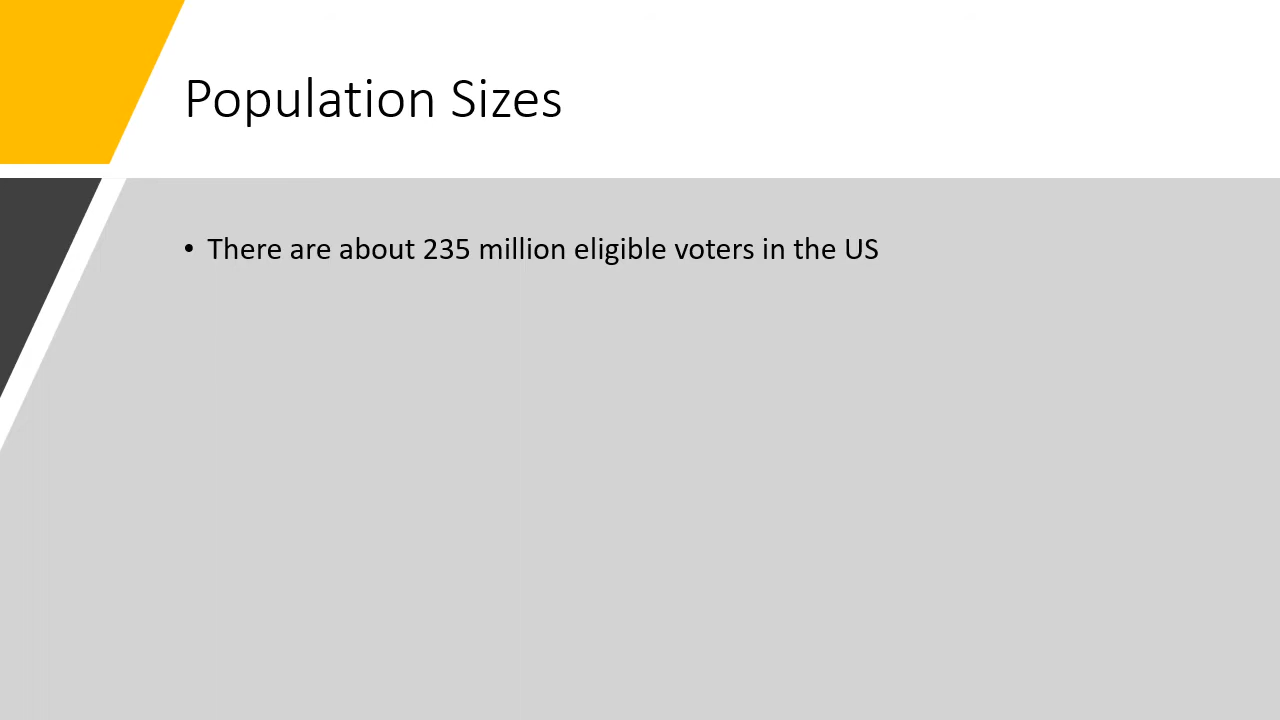 Population Sizes
• There are about 235 million eligible voters in the US